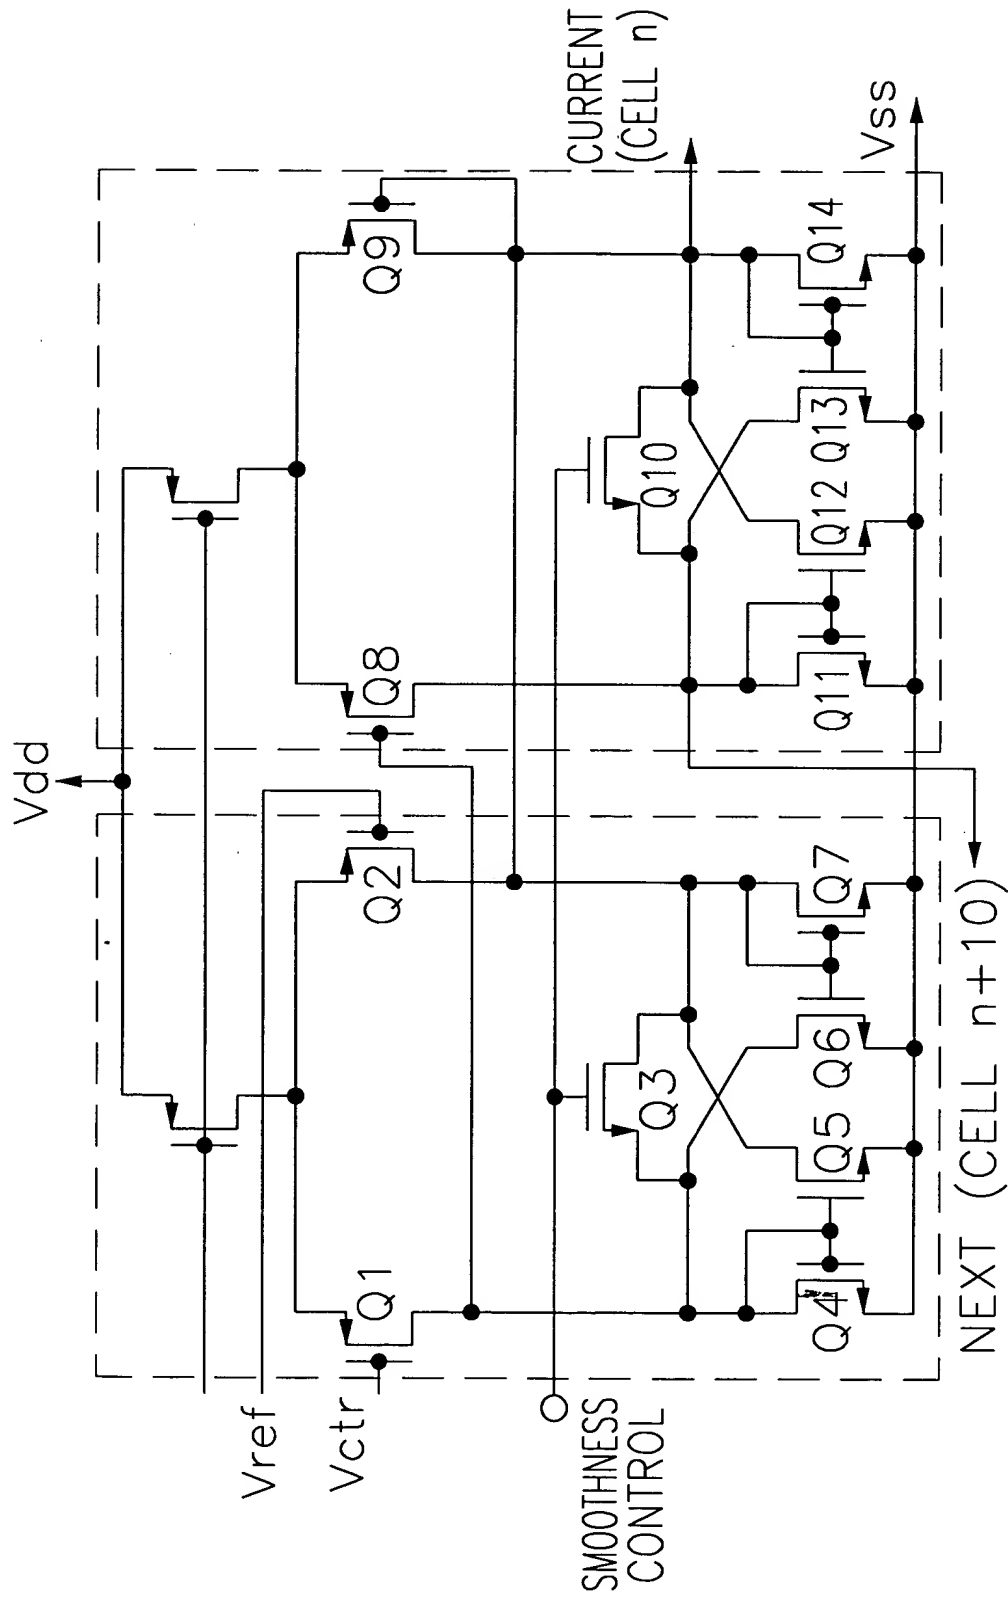 Vdd
Vref
Vctr
SMOOTHNESS
CONTROL
Q1
Q2
Q8
Q9
Q3
Q10
Q4
Q5
Q6
Q7
Q11
Q12
Q13
Q14
CURRENT
(CELL n)
Vss
NEXT (CELL n+10)